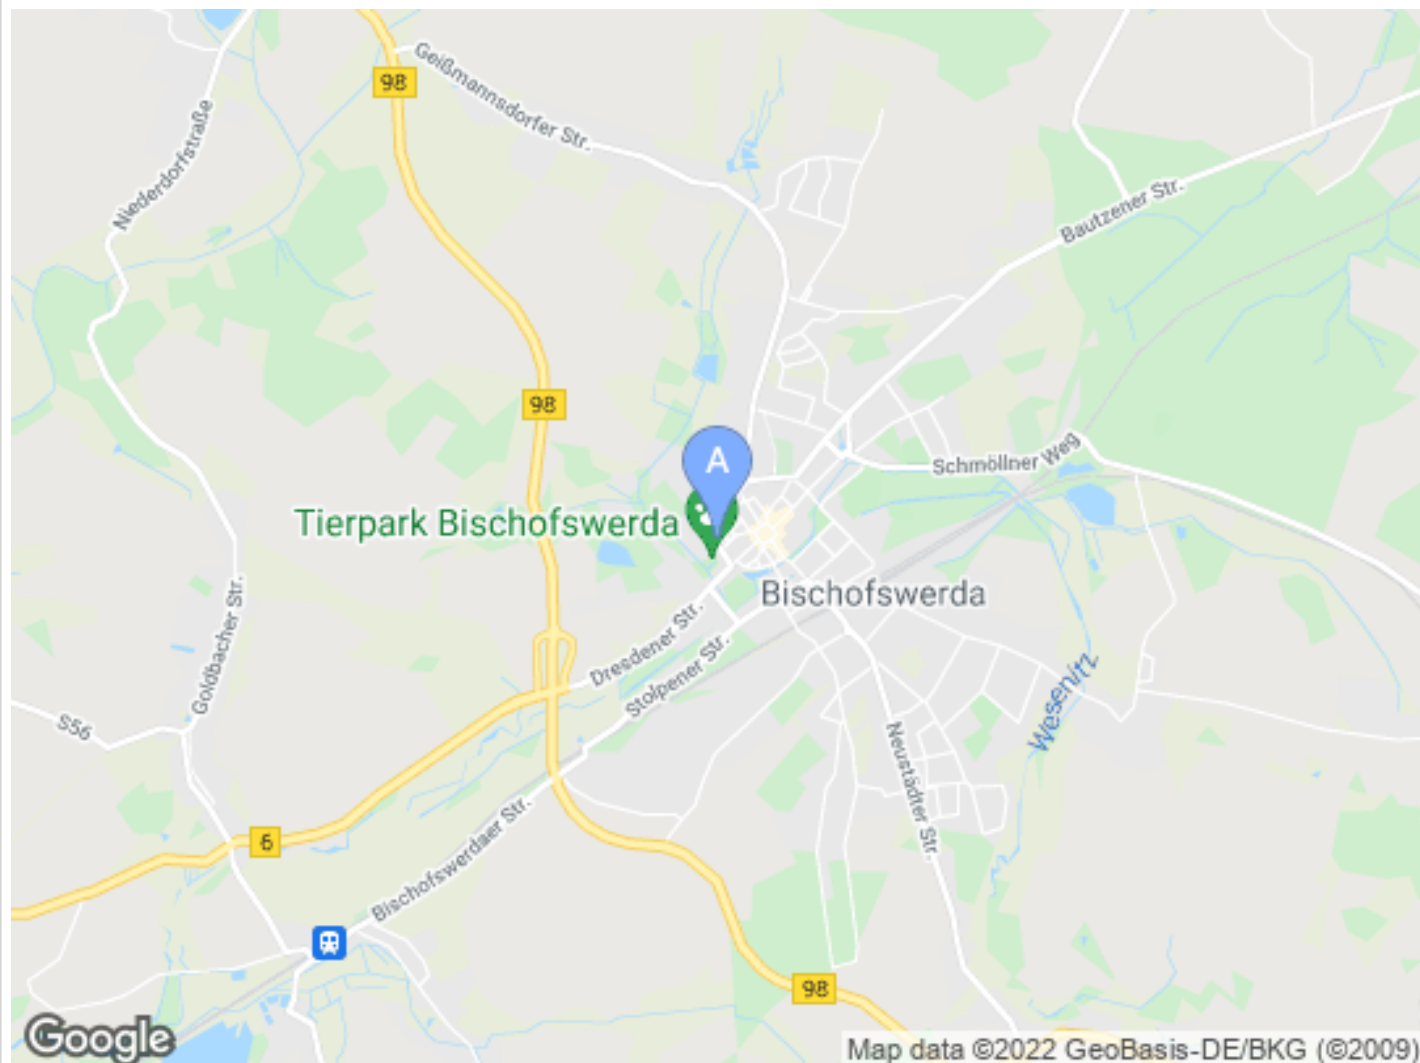 98
Geißmannsdorfer Str.
Niederdorfstraße
Bautzener Str.
98
A
Schmöllner Weg
Tierpark Bischofswerda
Bischofswerda
Goldbacher Str.
Dresdener Str.
Stolpener Str.
Wesenitz
S56
Neustädter Str.
6
Bischofswerdaer Str.
98
Google
Map data ©2022 GeoBasis-DE/BKG (©2009)